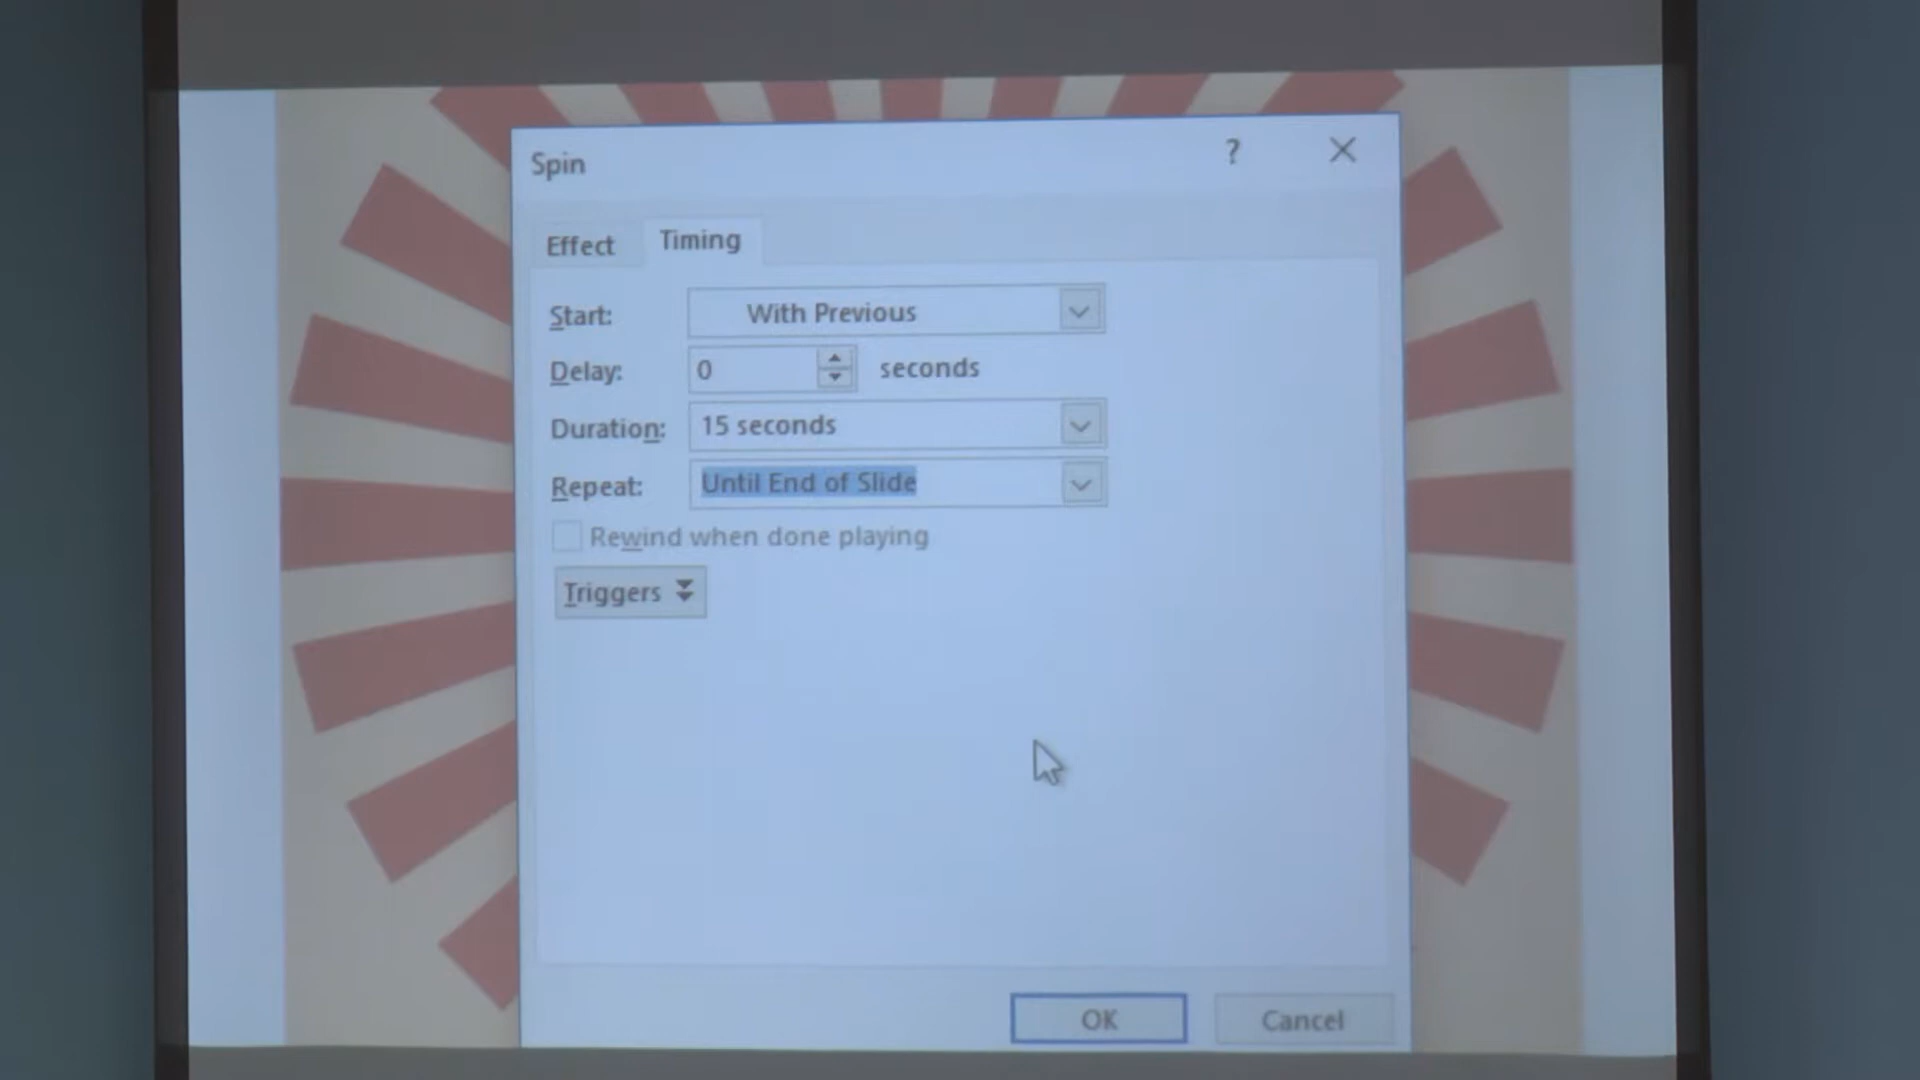 Spin ?
Effect Timing
Start: With Previous
Delay: 0 seconds
Duration: 15 seconds
Repeat: Until End of Slide
Rewind when done playing
Triggers
OK Cancel